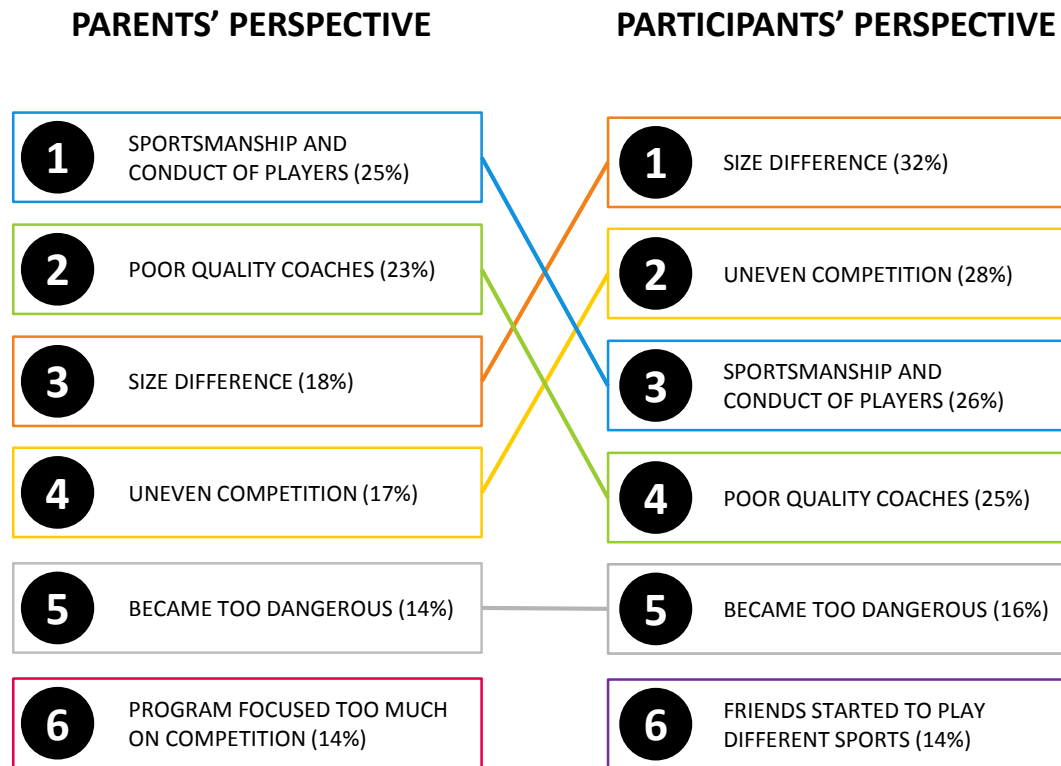 PARENTS’ PERSPECTIVE
1
SPORTSMANSHIP AND
CONDUCT OF PLAYERS (25%)
2
POOR QUALITY COACHES (23%)
3
SIZE DIFFERENCE (18%)
4
UNEVEN COMPETITION (17%)
5
BECAME TOO DANGEROUS (14%)
6
PROGRAM FOCUSED TOO MUCH
ON COMPETITION (14%)
PARTICIPANTS’ PERSPECTIVE
1
SIZE DIFFERENCE (32%)
2
UNEVEN COMPETITION (28%)
3
SPORTSMANSHIP AND
CONDUCT OF PLAYERS (26%)
4
POOR QUALITY COACHES (25%)
5
BECAME TOO DANGEROUS (16%)
6
FRIENDS STARTED TO PLAY
DIFFERENT SPORTS (14%)